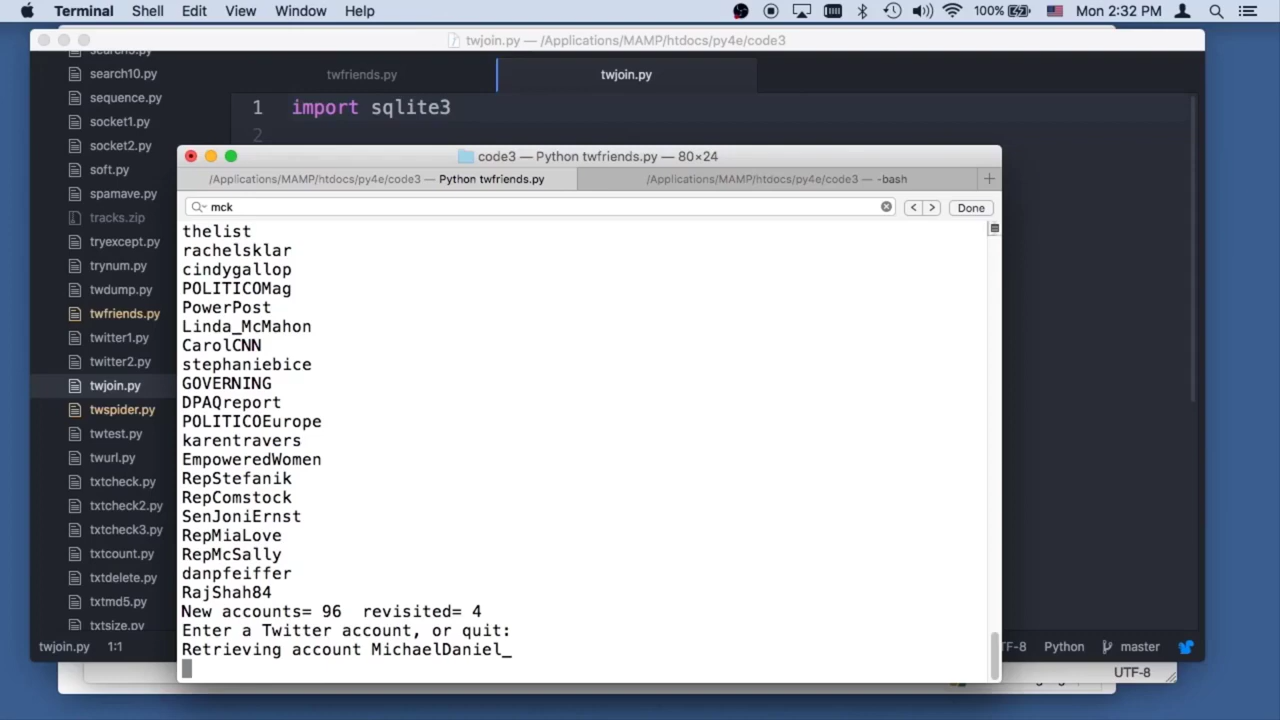 Terminal Shell Edit View Window Help 100% Mon 2:32 PM
twjoin.py — /Applications/MAMP/htdocs/py4e/code3
search10.py
sequence.py
socket1.py
socket2.py
soft.py
spamave.py
tracks.zip
tryexcept.py
trynum.py
twdump.py
twfriends.py
twitter1.py
twitter2.py
twjoin.py
twspider.py
twtest.py
twurl.py
txtcheck.py
txtcheck2.py
txtcheck3.py
txtcount.py
txtdelete.py
txtmd5.py
txtsize.py
twfriends.py twjoin.py
1 import sqlite3
2
code3 — Python twfriends.py — 80×24
/Applications/MAMP/htdocs/py4e/code3 — Python twfriends.py /Applications/MAMP/htdocs/py4e/code3 — -bash +
mck < > Done
thelist
rachelsklar
cindygallop
POLITICOMag
PowerPost
Linda_McMahon
CarolCNN
stephaniebice
GOVERNING
DPAQreport
POLITICOEurope
karentravers
EmpoweredWomen
RepStefanik
RepComstock
SenJoniErnst
RepMiaLove
RepMcSally
danpfeiffer
RajShah84
New accounts= 96 revisited= 4
Enter a Twitter account, or quit:
Retrieving account MichaelDaniel_
twjoin.py 1:1 TF-8 Python master
UTF-8